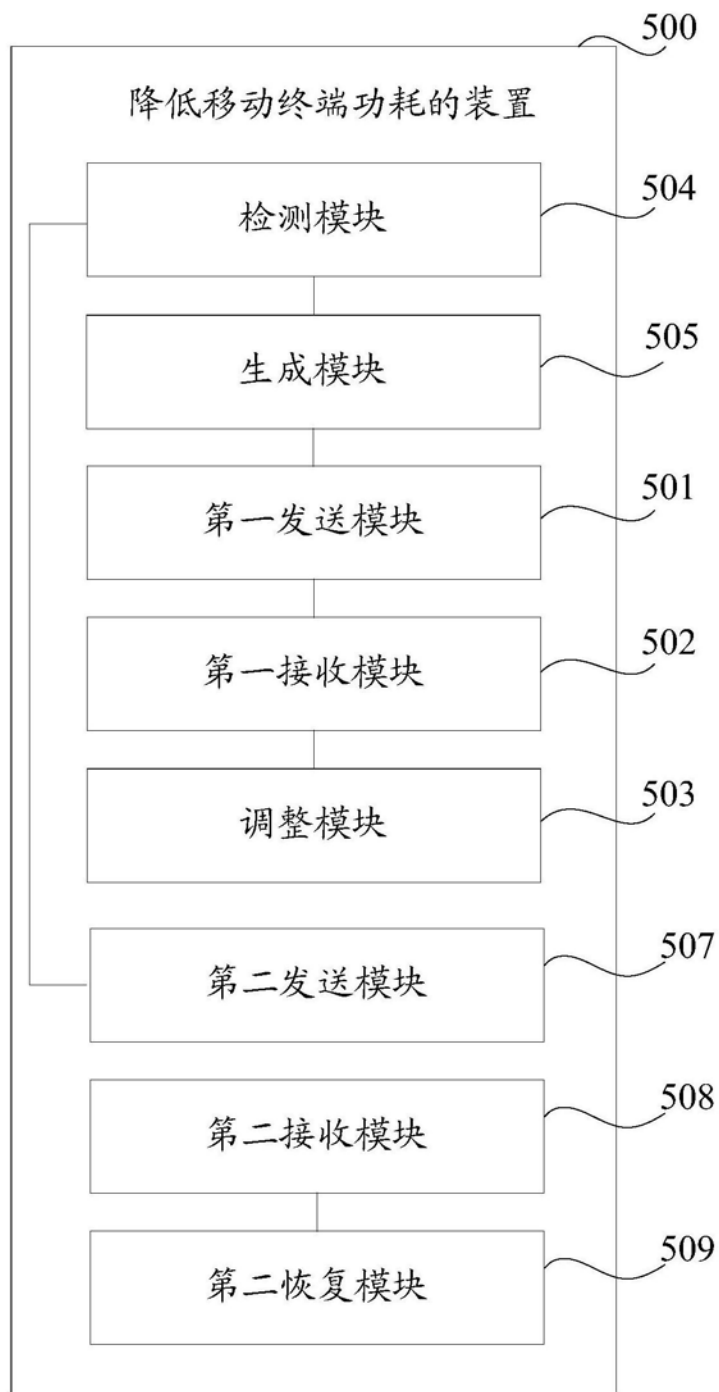 500
降低移动终端功耗的装置
检测模块
504
生成模块
505
第一发送模块
501
第一接收模块
502
调整模块
503
第二发送模块
507
第二接收模块
508
第二恢复模块
509